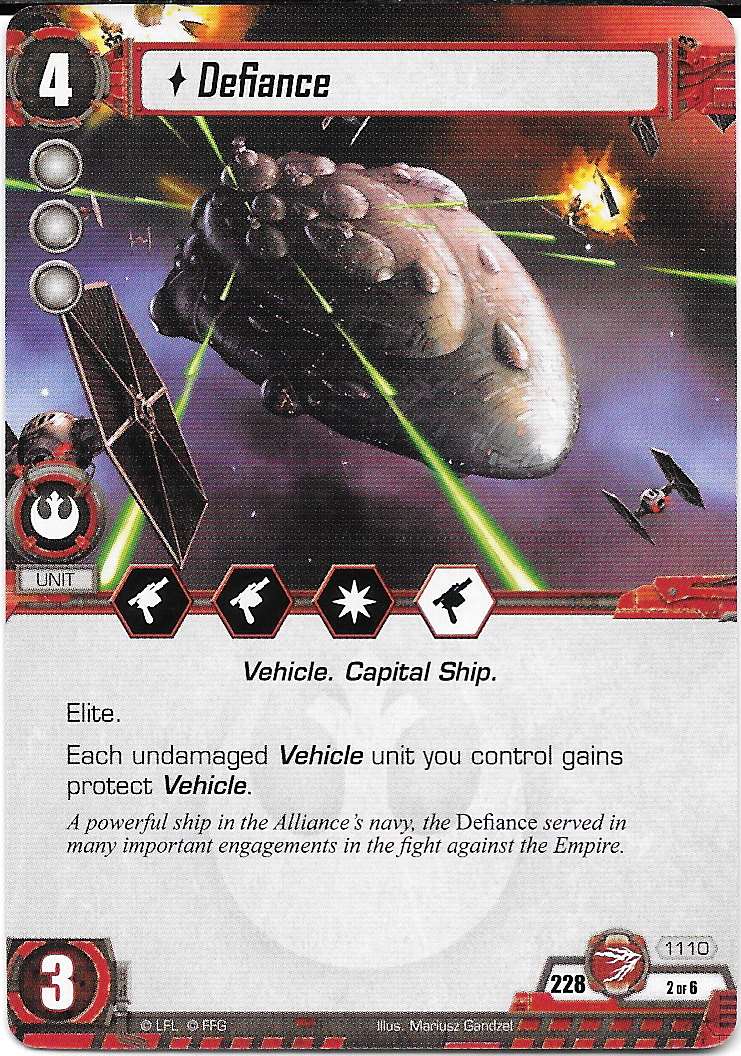 4
Defiance
UNIT
Vehicle. Capital Ship.
Elite.
Each undamaged Vehicle unit you control gains
protect Vehicle.
A powerful ship in the Alliance's navy, the Defiance served in
many important engagements in the fight against the Empire.
3
1110
228
2 OF 6
© LFL © FFG
Illus. Mariusz Gandzel